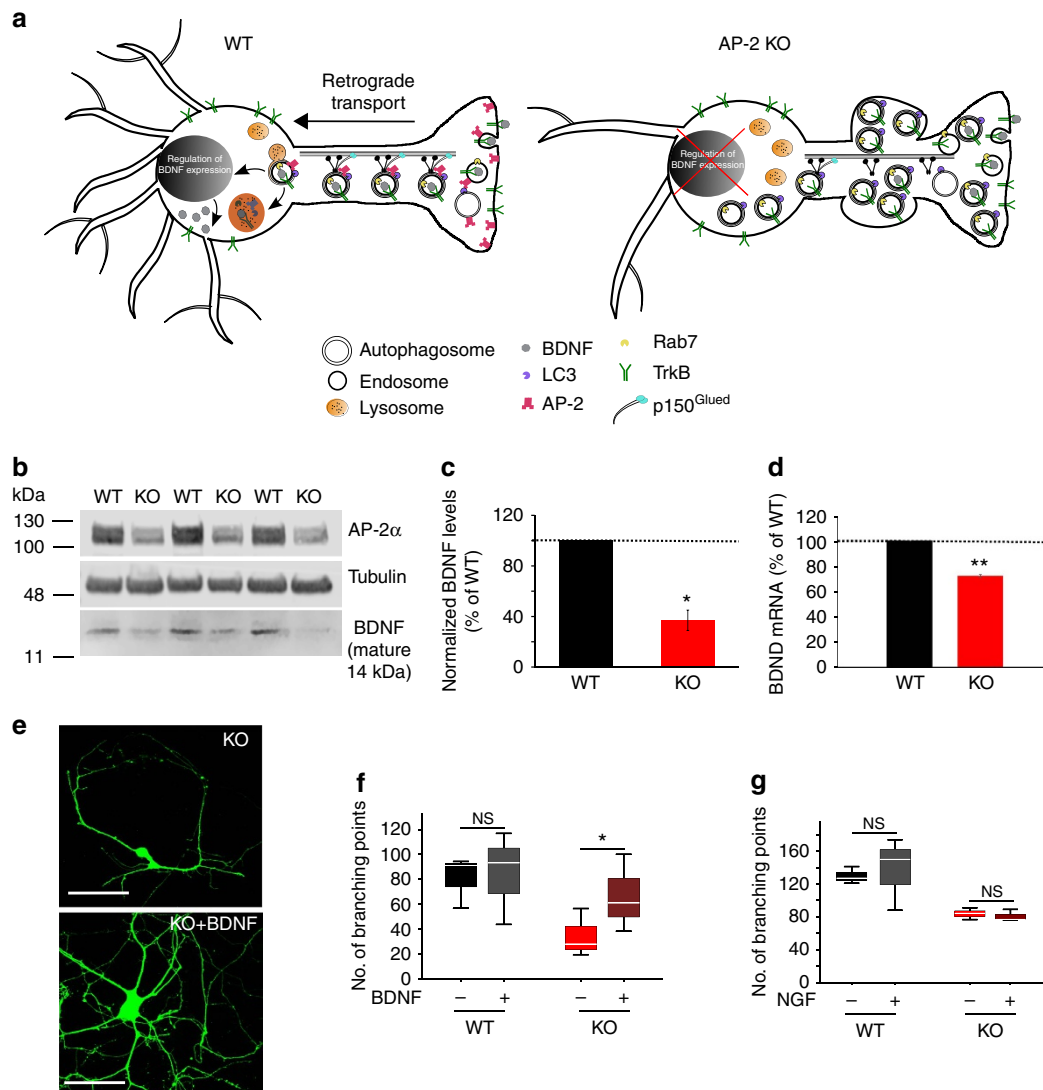 a
WT
AP-2 KO
Retrograde
transport
Regulation of
BDNF expression
Regulation of
BDNF expression
Autophagosome
Endosome
Lysosome
BDNF
LC3
AP-2
Rab7
TrkB
p150Glued
b
kDa
WT KO WT KO WT KO
130
100
AP-2α
Tubulin
48
BDNF
(mature
14 kDa)
11
c
Normalized BDNF levels
(% of WT)
120
100
80
40
0
*
WT KO
d
BDND mRNA (% of WT)
120
100
80
60
40
20
0
**
WT KO
e
KO
KO+BDNF
f
No. of branching points
120
100
80
60
40
20
0
NS
*
BDNF – + – +
WT KO
g
No. of branching points
160
120
80
40
0
NS
NS
NGF – + – +
WT KO